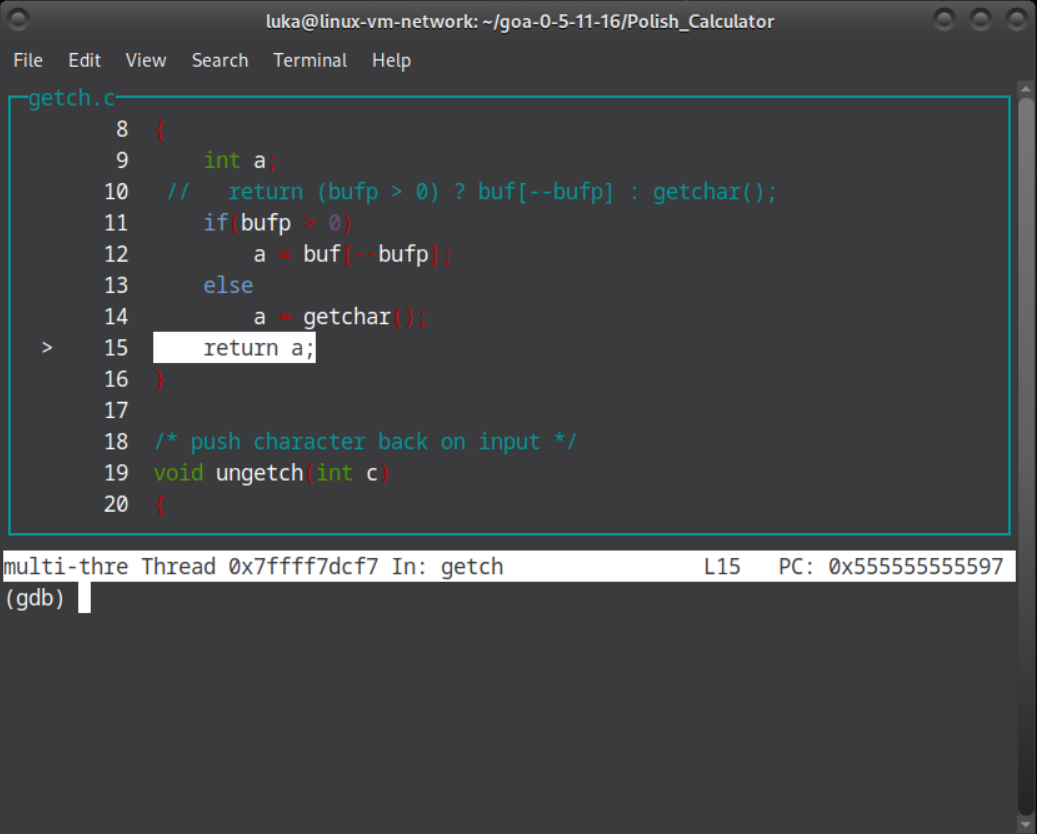 luka@linux-vm-network: ~/goa-0-5-11-16/Polish_Calculator
File Edit View Search Terminal Help
getch.c
8 {
9 int a;
10 // return (bufp > 0) ? buf[--bufp] : getchar();
11 if(bufp > 0)
12 a = buf[--bufp];
13 else
14 a = getchar();
> 15 return a;
16 }
17
18 /* push character back on input */
19 void ungetch(int c)
20 {
multi-thre Thread 0x7ffff7dcf7 In: getch L15 PC: 0x555555555597
(gdb)